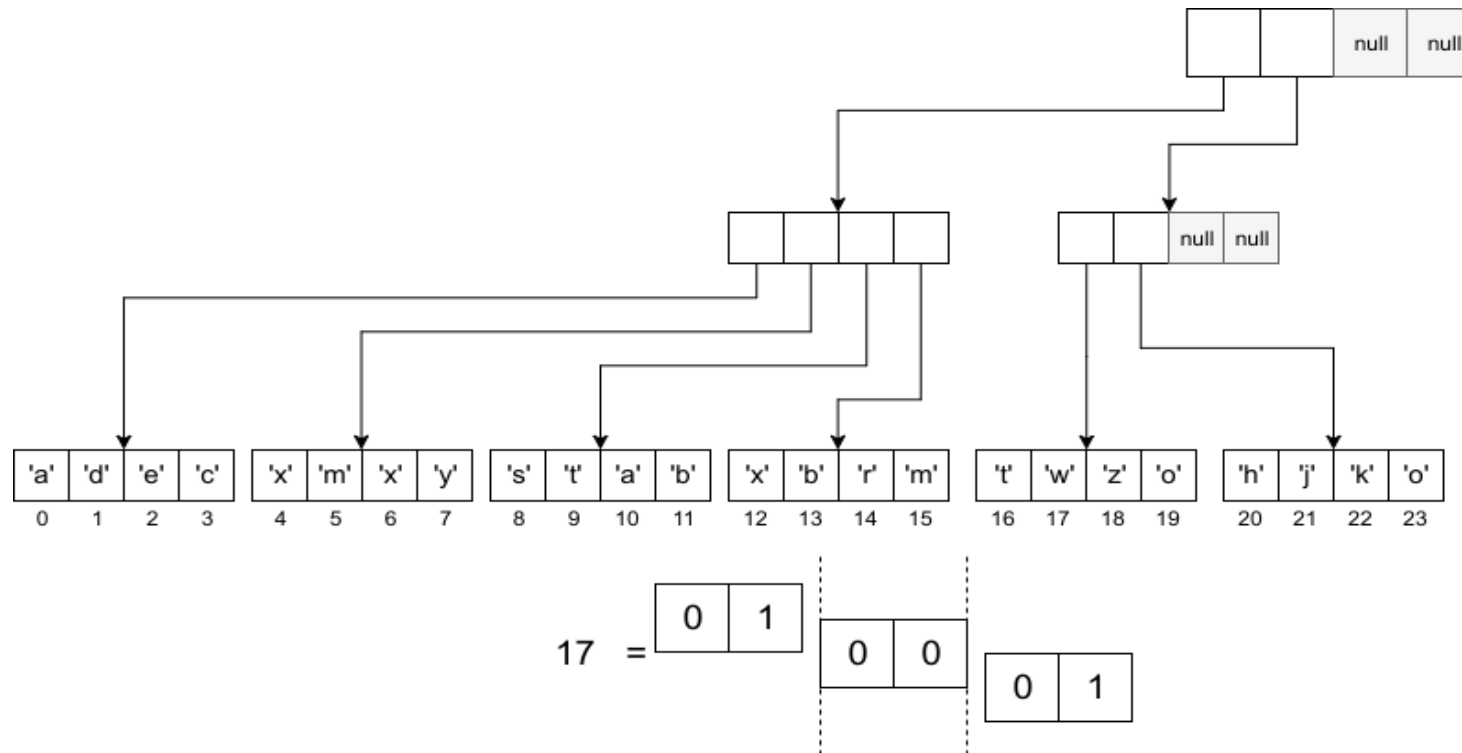 null null
null null
'a' 'd' 'e' 'c' 'x' 'm' 'x' 'y' 's' 't' 'a' 'b' 'x' 'b' 'r' 'm' 't' 'w' 'z' 'o' 'h' 'j' 'k' 'o'
0 1 2 3 4 5 6 7 8 9 10 11 12 13 14 15 16 17 18 19 20 21 22 23
17 = 0 1 0 0 0 1